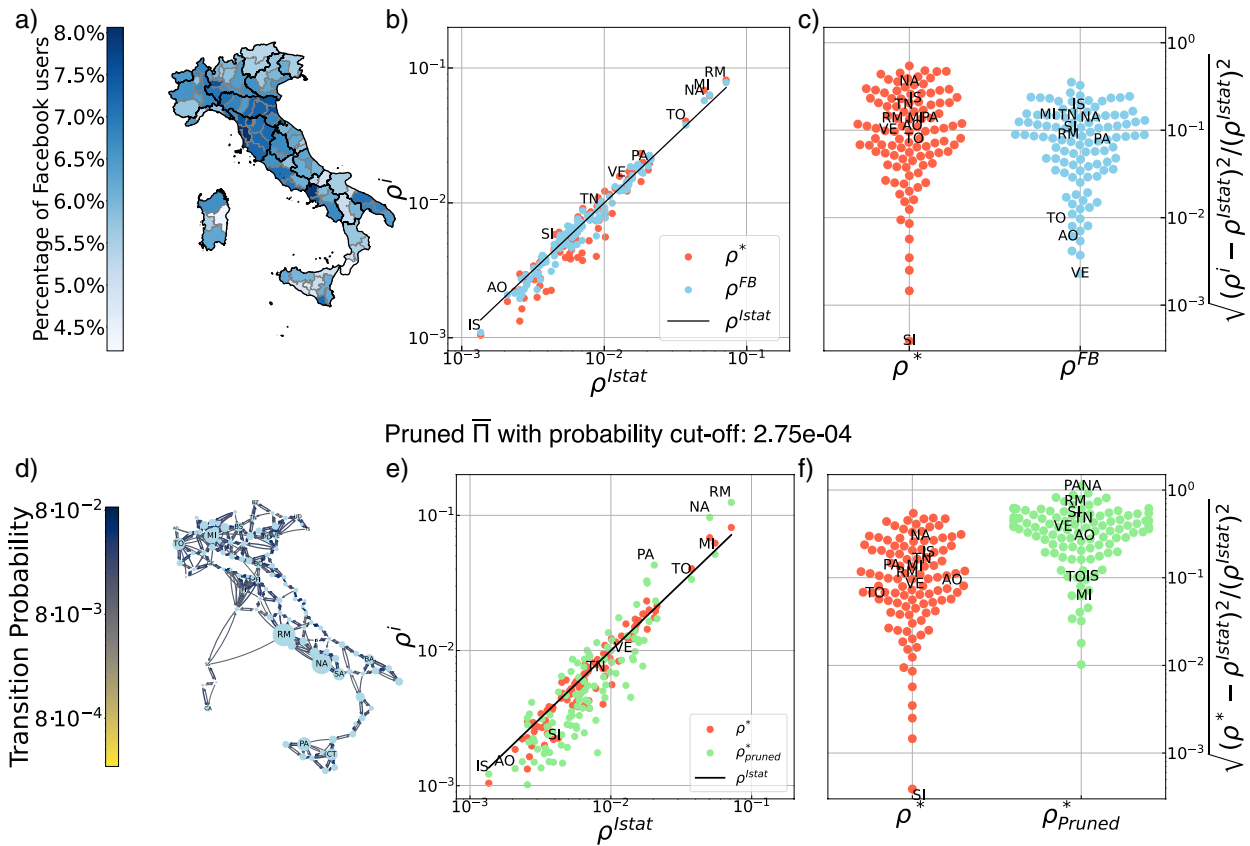 a)
Percentage of Facebook users
8.0%
7.5%
7.0%
6.5%
6.0%
5.5%
5.0%
4.5%
b)
ρ^i
10^{-1}
10^{-2}
10^{-3}
RM
MI
NA
TO
PA
VE
TN
SI
AO
IS
ρ^*
ρ^{FB}
ρ^{Istat}
10^{-3}
10^{-2}
10^{-1}
ρ^{Istat}
c)
NA
IS
TN
RM MI PA
VE AO
TO
SI
IS
MI TN NA
SI
RM PA
TO
AO
VE
10^0
10^{-1}
10^{-2}
10^{-3}
√(ρ^i − ρ^{Istat})^2/(ρ^{Istat})^2
ρ^*
ρ^{FB}
Pruned Π̅ with probability cut-off: 2.75e-04
d)
Transition Probability
8·10^{-2}
8·10^{-3}
8·10^{-4}
TO
MI
BS
RM
NA
SA
BA
PA
CT
e)
ρ^i
10^{-1}
10^{-2}
10^{-3}
RM
NA
MI
PA
TO
VE
TN
SI
AO
IS
ρ^*
ρ^*_{pruned}
ρ^{Istat}
10^{-3}
10^{-2}
10^{-1}
ρ^{Istat}
f)
NA
IS
TN
PA MI
RM
VE AO
TO
SI
PANA
RM
SI
TN
VE
AO
TOIS
MI
10^0
10^{-1}
10^{-2}
10^{-3}
√(ρ^* − ρ^{Istat})^2/(ρ^{Istat})^2
ρ^*
ρ^*_{Pruned}